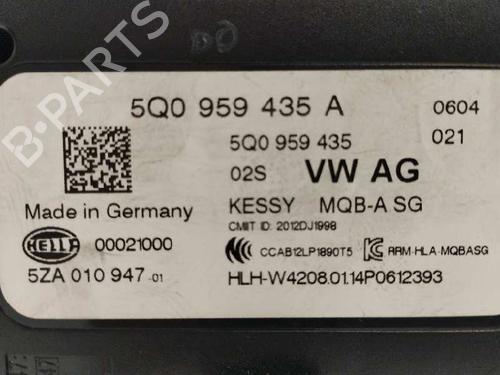 5Q0 959 435 A
0604
5Q0 959 435
021
02S
VW AG
Made in Germany
KESSY MQB-A SG
CMIIT ID: 2012DJ1998
HELLA
00021000
CCC
CCAB12LP1890T5
RRM-HLA-MQBASG
5ZA 010 947-01
HLH-W4208.01.14P0612393